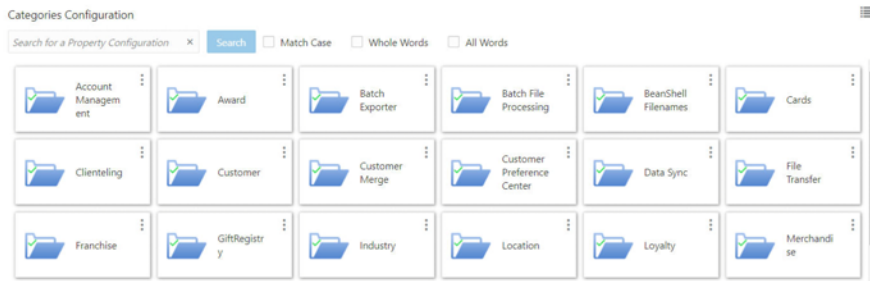 Categories Configuration
Search for a Property Configuration × Search Match Case Whole Words All Words
Account
Managem
ent
Award
Batch
Exporter
Batch File
Processing
BeanShell
Filenames
Cards
Clienteling
Customer
Customer
Merge
Customer
Preference
Center
Data Sync
File
Transfer
Franchise
GiftRegistr
y
Industry
Location
Loyalty
Merchandi
se